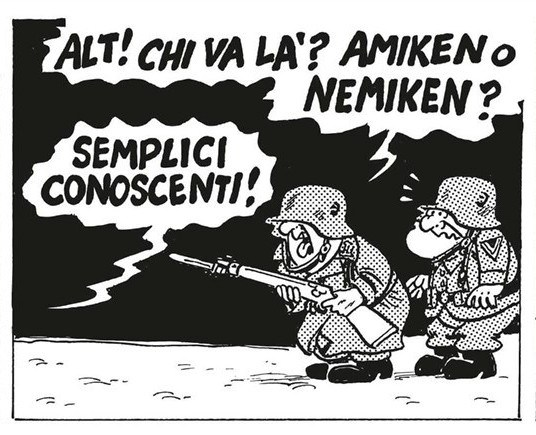 ALT! CHI VA LA'? AMIKEN O
NEMIKEN?
SEMPLICI
CONOSCENTI!